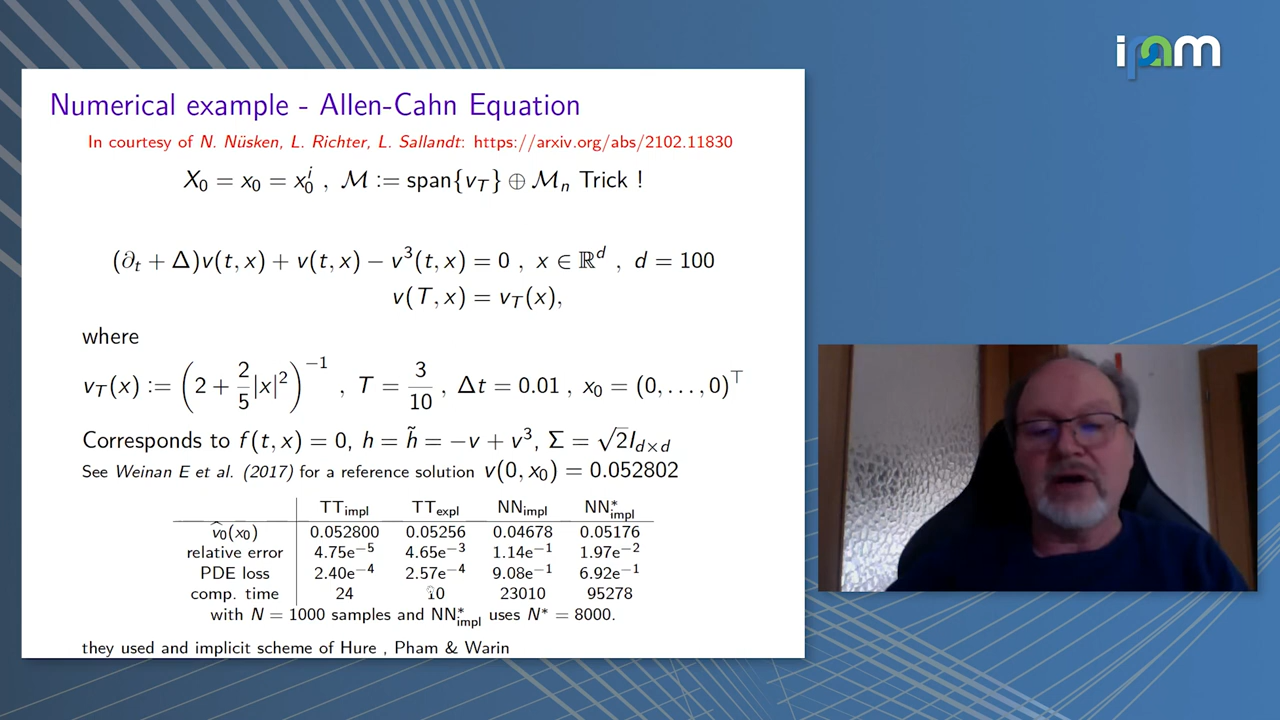 ipam
Numerical example - Allen-Cahn Equation
In courtesy of N. Nüsken, L. Richter, L. Sallandt: https://arxiv.org/abs/2102.11830
X₀ = x₀ = x₀ⁱ , ℳ := span{v_T} ⊕ ℳₙ Trick !
(∂ₜ + Δ)v(t, x) + v(t, x) − v³(t, x) = 0 , x ∈ ℝᵈ , d = 100
v(T, x) = v_T(x),
where
v_T(x) := (2 + 2/5|x|²)⁻¹ , T = 3/10 , Δt = 0.01 , x₀ = (0, . . . , 0)^⊤
Corresponds to f(t, x) = 0, h = h̃ = −v + v³, Σ = √2I_{d×d}
See Weinan E et al. (2017) for a reference solution v(0, x₀) = 0.052802
TT_impl TT_expl NN_impl NN*_impl
v̂₀(x₀) 0.052800 0.05256 0.04678 0.05176
relative error 4.75e⁻⁵ 4.65e⁻³ 1.14e⁻¹ 1.97e⁻²
PDE loss 2.40e⁻⁴ 2.57e⁻⁴ 9.08e⁻¹ 6.92e⁻¹
comp. time 24 10 23010 95278
with N = 1000 samples and NN*_impl uses N* = 8000.
they used and implicit scheme of Hure , Pham & Warin